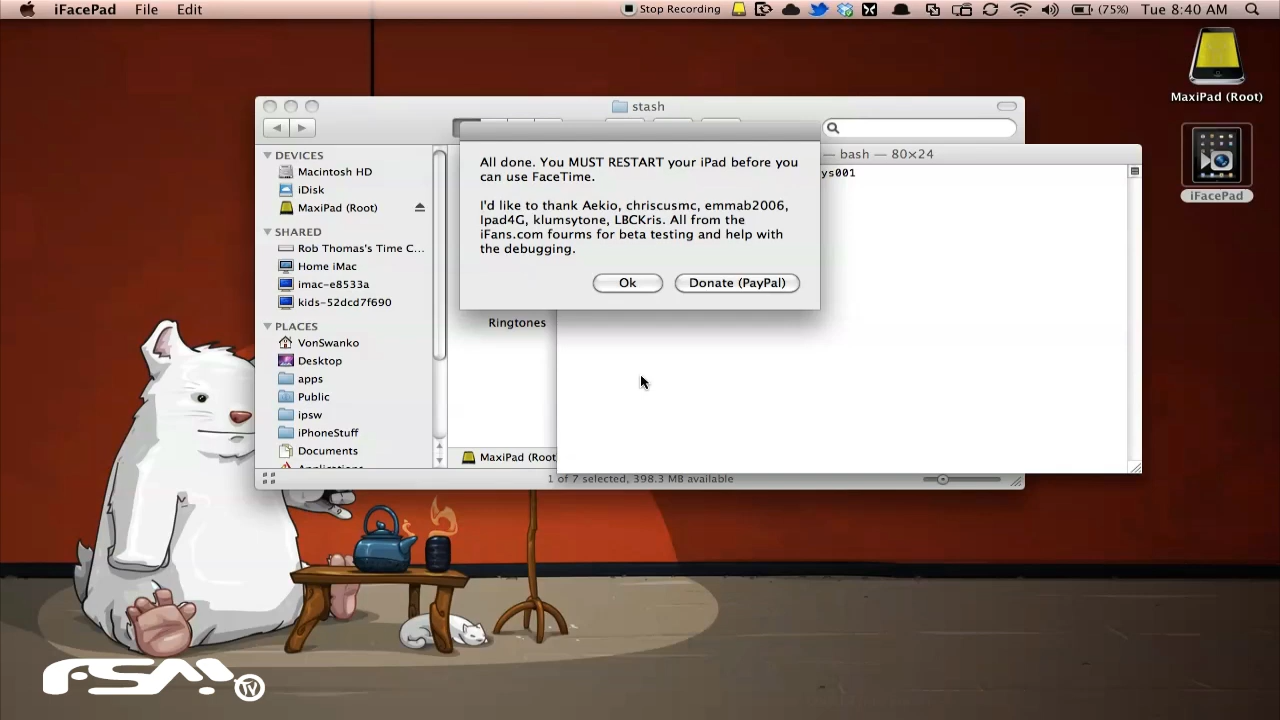 iFacePad File Edit
Stop Recording (75%) Tue 8:40 AM
MaxiPad (Root)
iFacePad
stash
— bash — 80×24
ys001
DEVICES
Macintosh HD
iDisk
MaxiPad (Root)
SHARED
Rob Thomas's Time C...
Home iMac
imac-e8533a
kids-52dcd7f690
PLACES
VonSwanko
Desktop
apps
Public
ipsw
iPhoneStuff
Documents
Applications
All done. You MUST RESTART your iPad before you
can use FaceTime.
I'd like to thank Aekio, chriscusmc, emmab2006,
Ipad4G, klumsytone, LBCKris. All from the
iFans.com fourms for beta testing and help with
the debugging.
Ok Donate (PayPal)
Ringtones
MaxiPad (Root
1 of 7 selected, 398.3 MB available
FSM TV